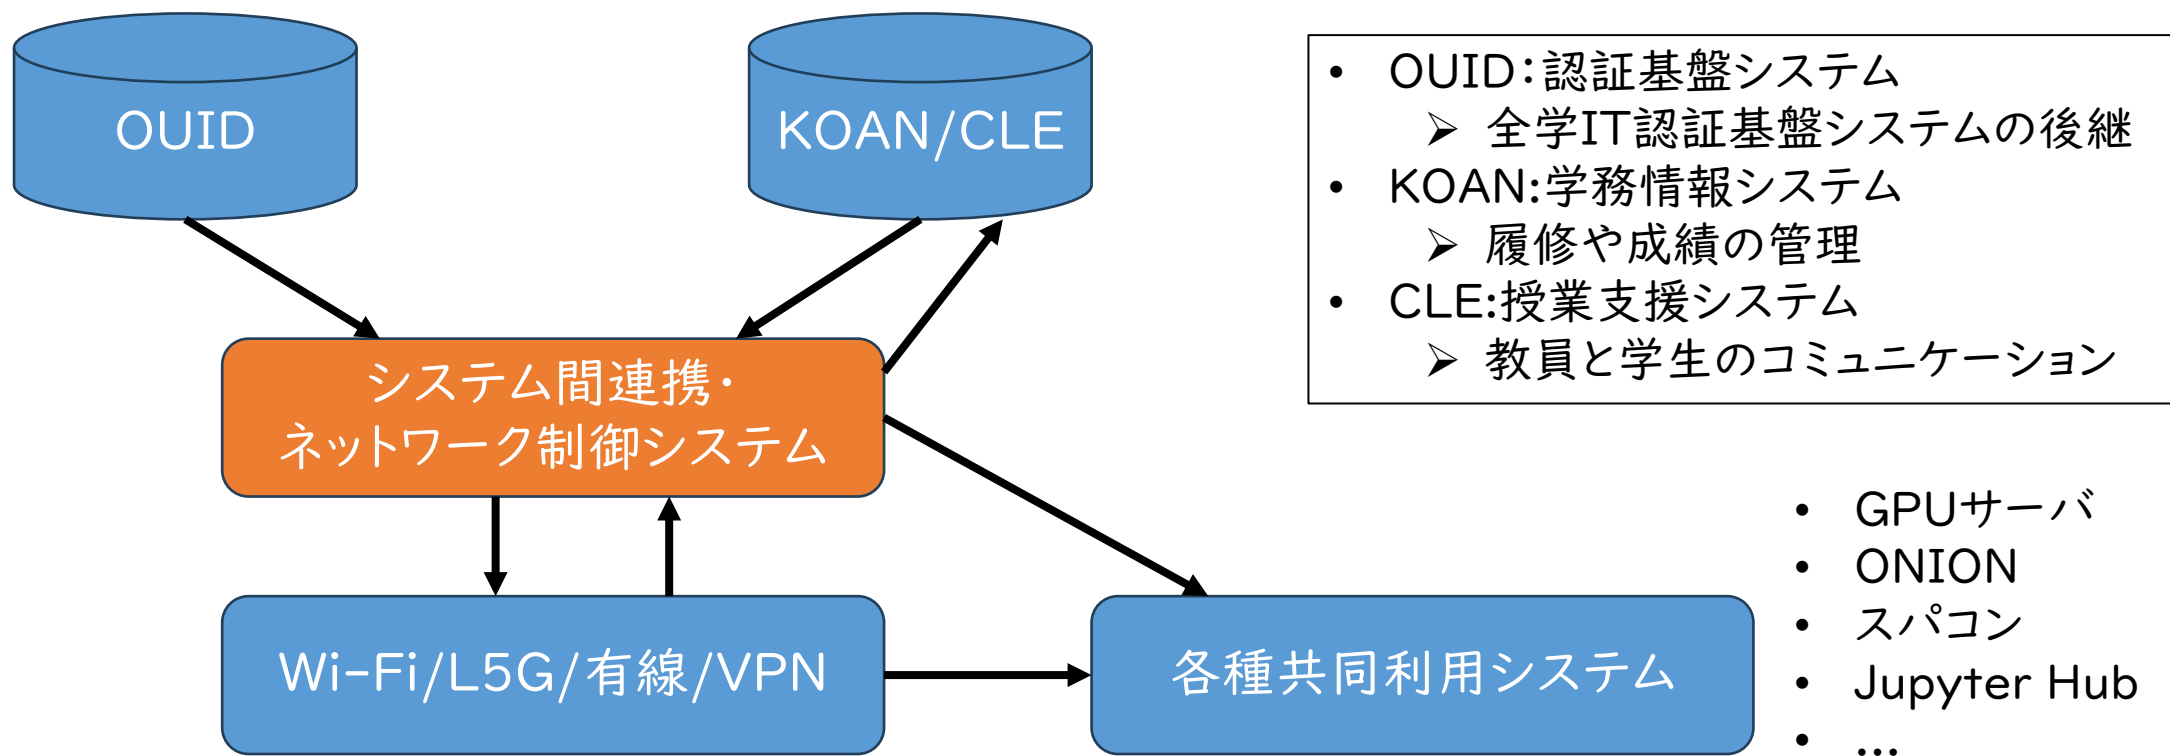 OUID
KOAN/CLE
• OUID：認証基盤システム
➢ 全学IT認証基盤システムの後継
• KOAN:学務情報システム
➢ 履修や成績の管理
• CLE:授業支援システム
➢ 教員と学生のコミュニケーション
システム間連携・
ネットワーク制御システム
Wi-Fi/L5G/有線/VPN
各種共同利用システム
• GPUサーバ
• ONION
• スパコン
• Jupyter Hub
• …